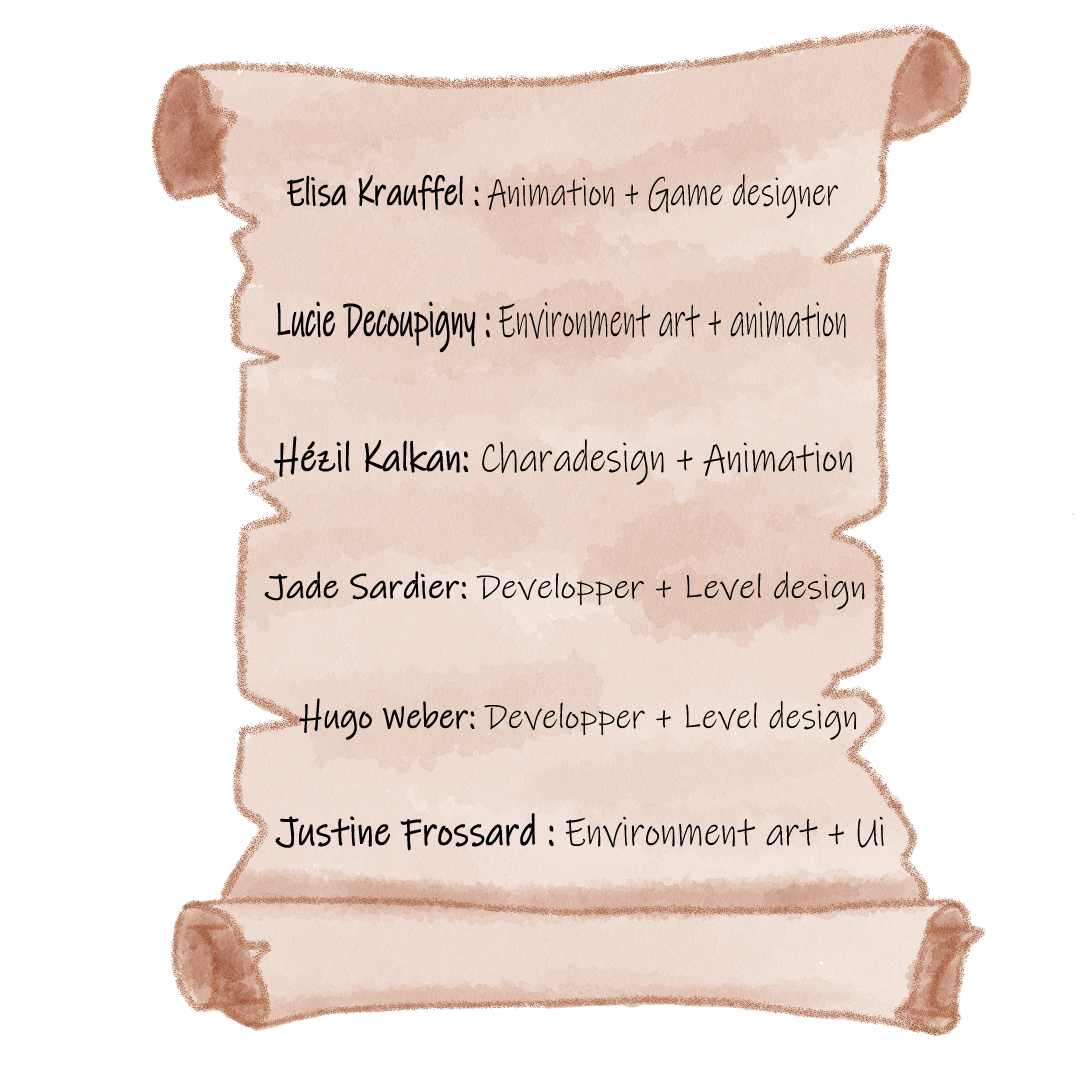 Elisa Krauffel : Animation + Game designer
Lucie Decoupigny : Environment art + animation
Hézil Kalkan: Charadesign + Animation
Jade Sardier: Developper + Level design
Hugo Weber: Developper + Level design
Justine Frossard : Environment art + Ui